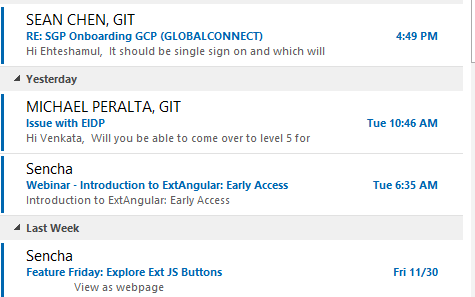 SEAN CHEN, GIT
RE: SGP Onboarding GCP (GLOBALCONNECT) 4:49 PM
Hi Ehteshamul, It should be single sign on and which will
Yesterday
MICHAEL PERALTA, GIT
Issue with EIDP Tue 10:46 AM
Hi Venkata, Will you be able to come over to level 5 for
Sencha
Webinar - Introduction to ExtAngular: Early Access Tue 6:35 AM
Introduction to ExtAngular: Early Access
Last Week
Sencha
Feature Friday: Explore Ext JS Buttons Fri 11/30
View as webpage